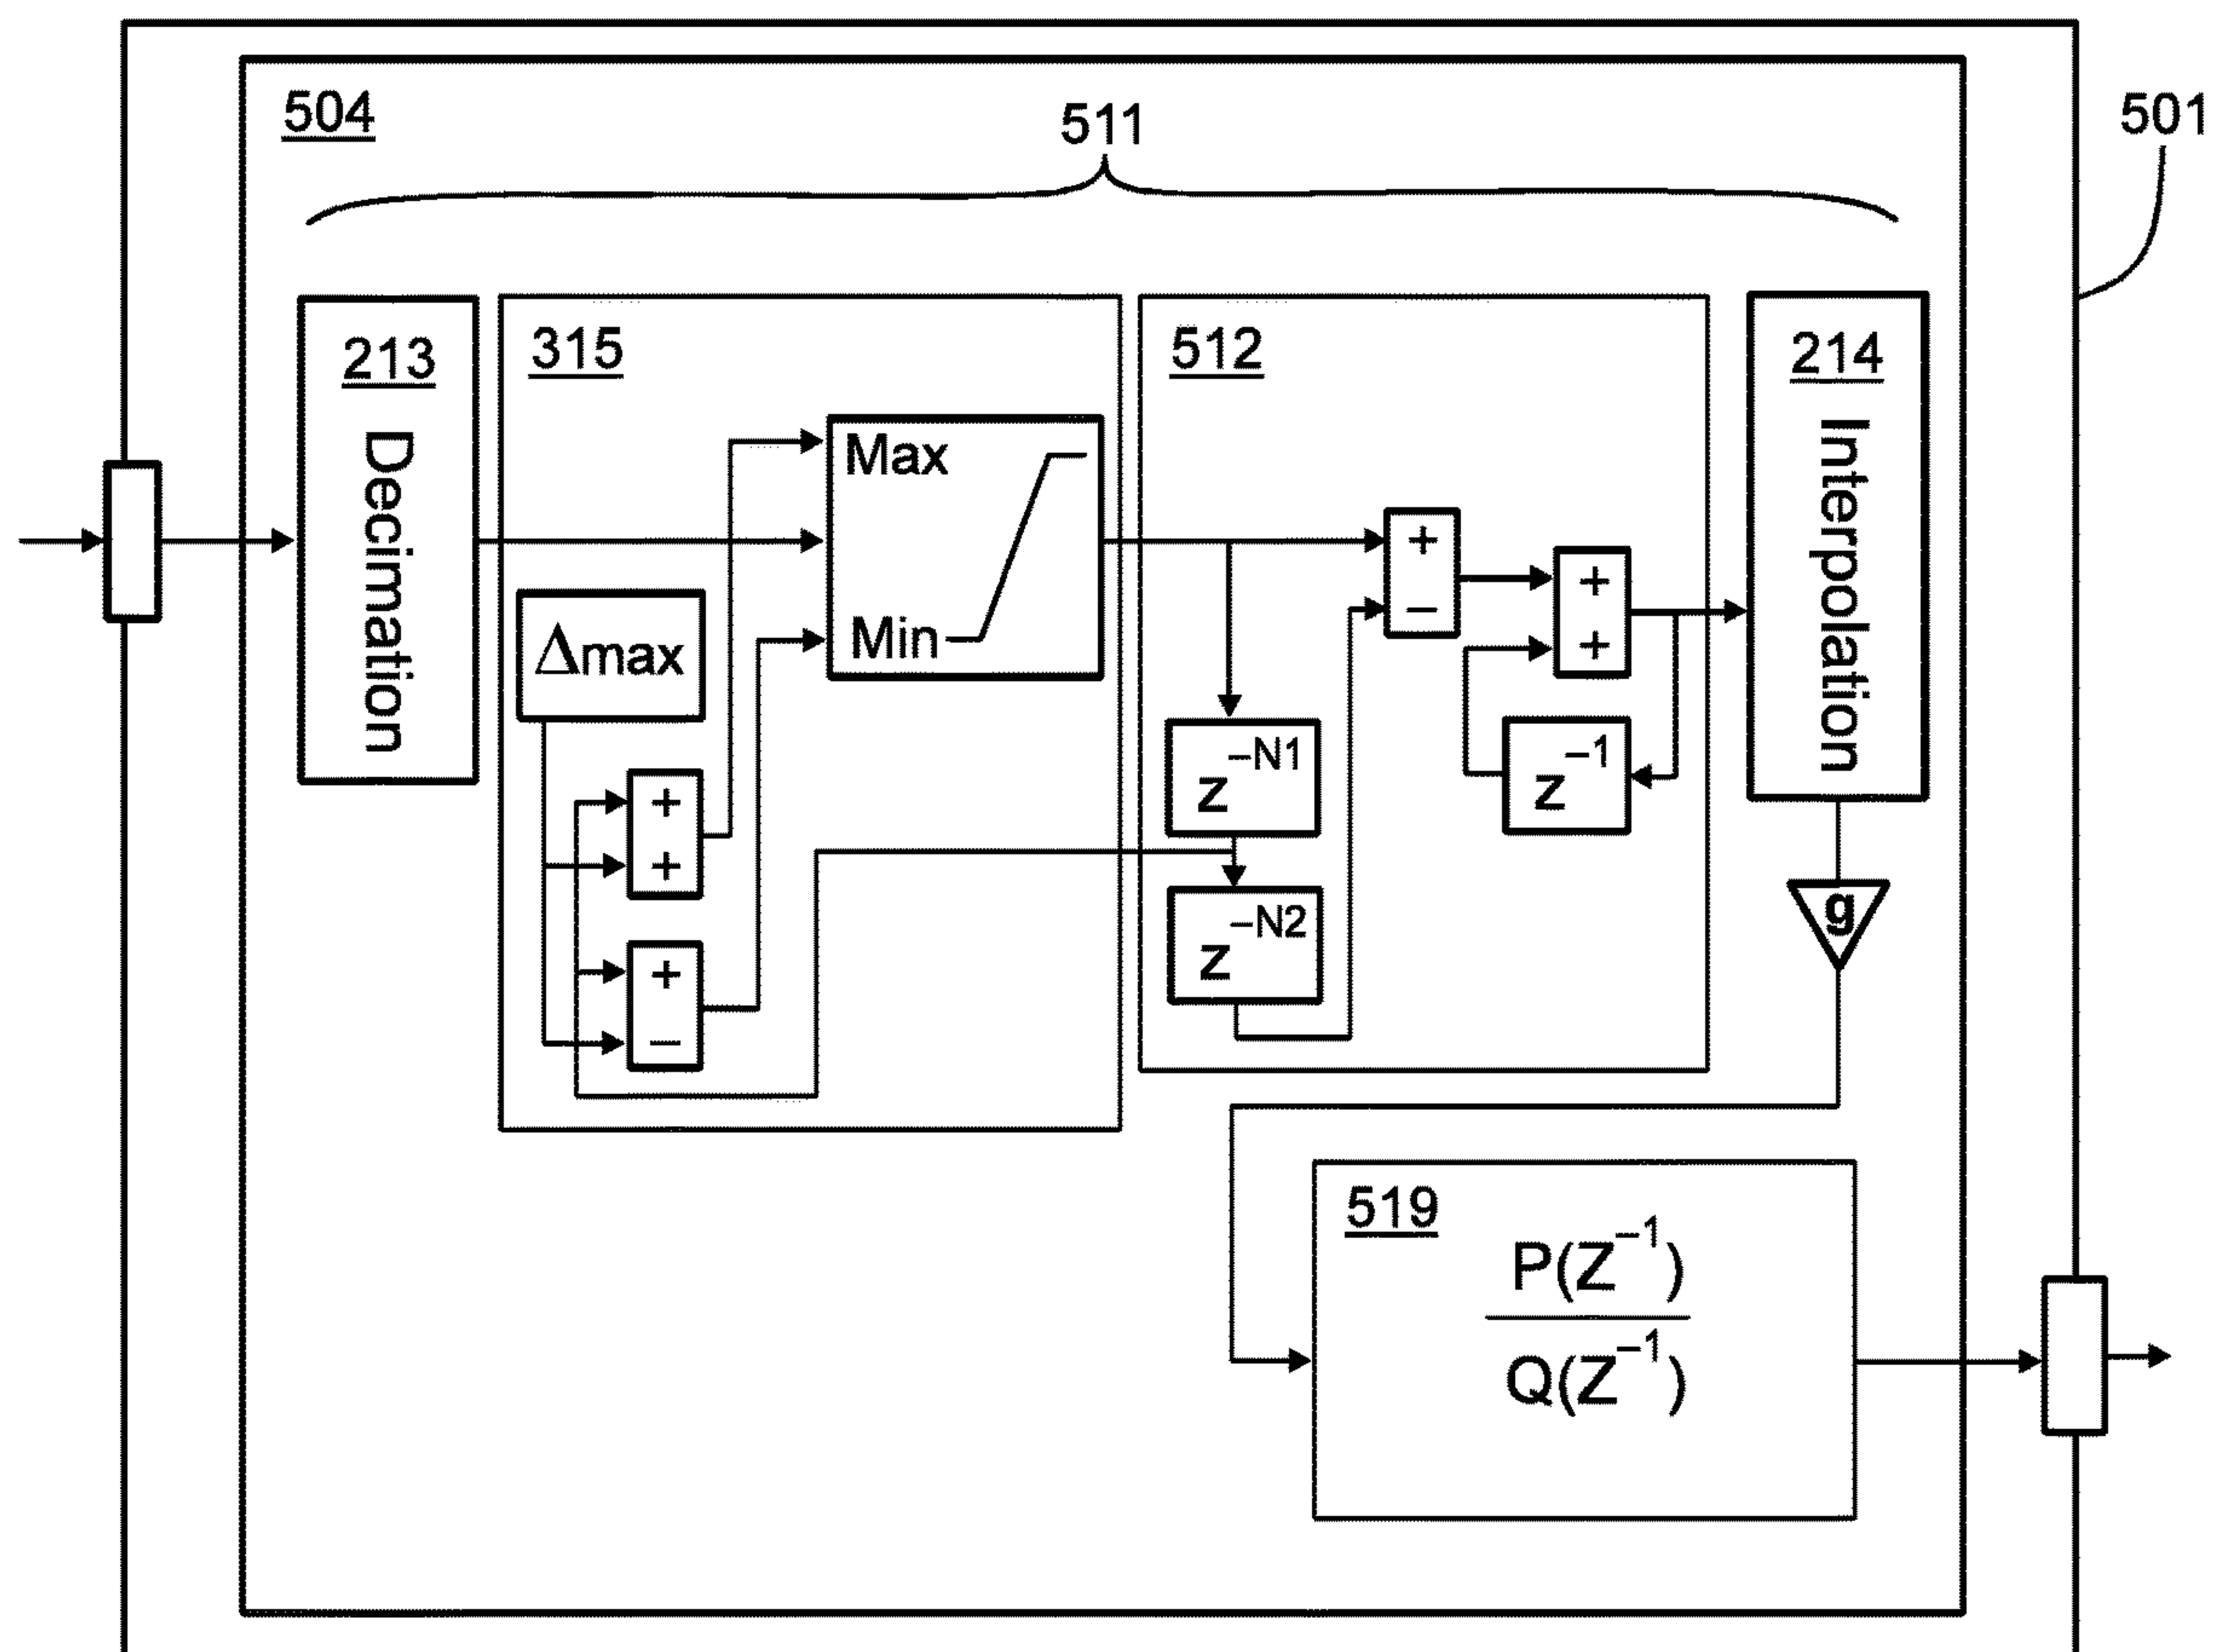 504
511
501
213
Decimation
315
Max
Min
Δmax
+
+
+
−
512
+
−
+
+
z⁻ᴺ¹
z⁻¹
z⁻ᴺ²
214
Interpolation
g
519
P(Z⁻¹)
Q(Z⁻¹)